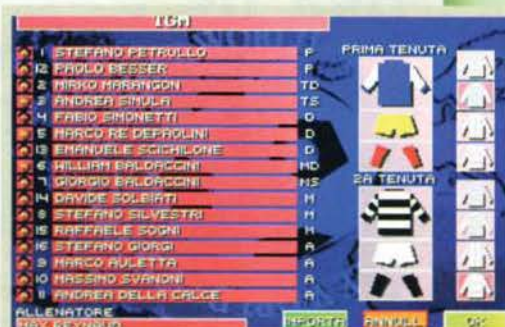 TGM
1 STEFANO PETRULLO P
12 PAOLO BESSER P
2 MIRKO MARANGON TD
3 ANDREA SIMULA TS
4 FABIO SIMONETTI D
5 MARCO RE DEPAOLINI D
13 EMANUELE SCICHILONE D
6 WILLIAM BALDACCINI MD
7 GIORGIO BALDACCINI MS
14 DAVIDE SOLBIATI M
8 STEFANO SILVESTRI M
15 RAFFAELE SOGNI M
16 STEFANO GIORGI A
9 MARCO AULETTA A
10 MASSIMO SVANONI A
11 ANDREA DELLA CALCE A
PRIMA TENUTA
2A TENUTA
ALLENATORE
IMPORTA ANNULL OK